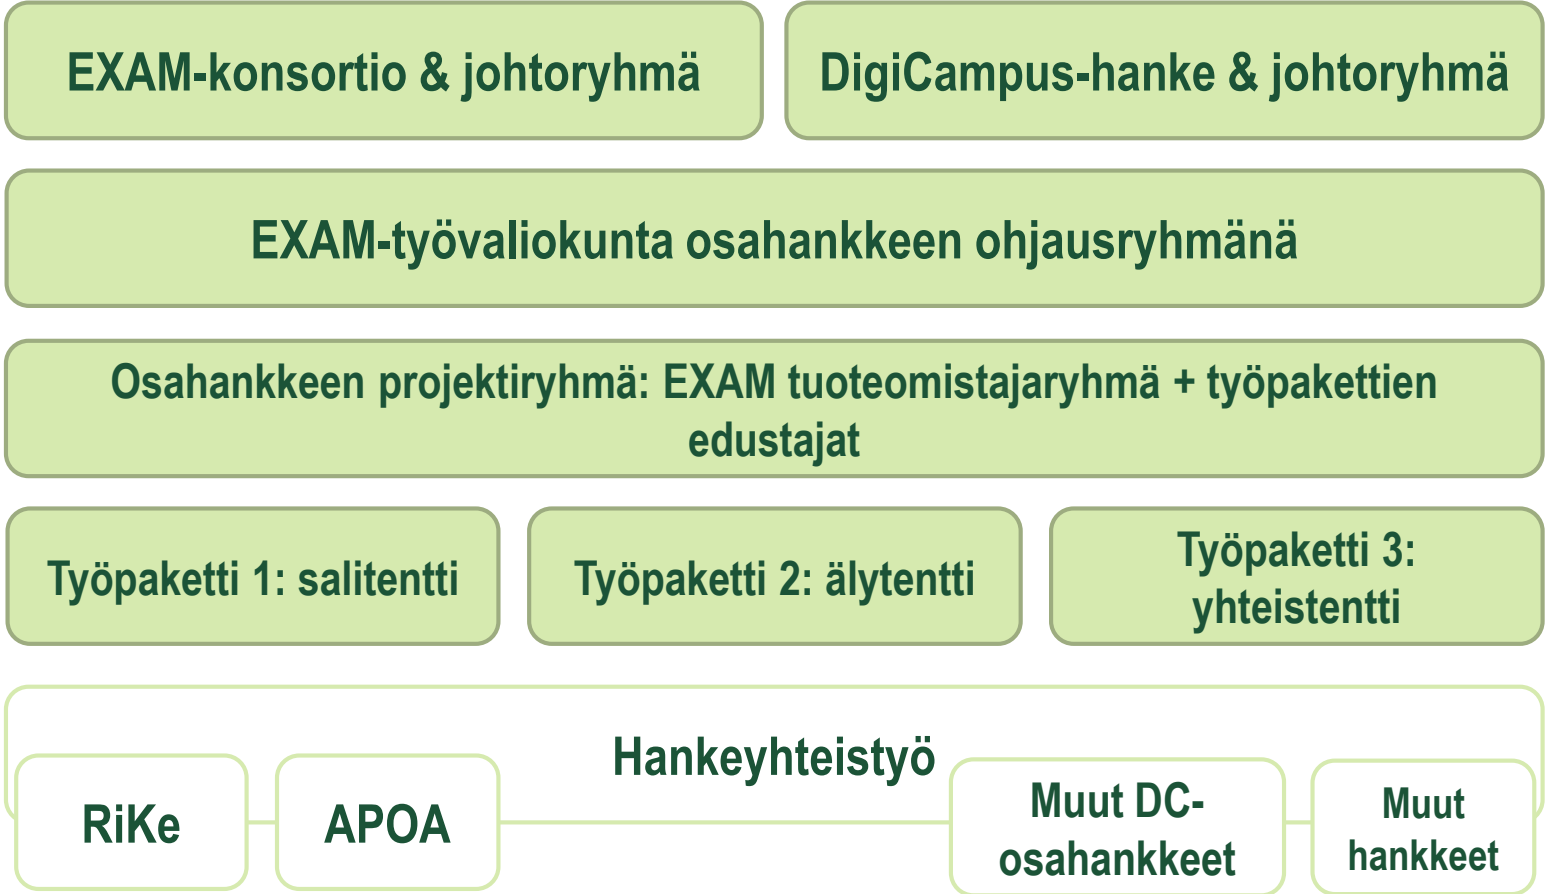 EXAM-konsortio & johtoryhmä
DigiCampus-hanke & johtoryhmä
EXAM-työvaliokunta osahankkeen ohjausryhmänä
Osahankkeen projektiryhmä: EXAM tuoteomistajaryhmä + työpakettien
edustajat
Työpaketti 1: salitentti
Työpaketti 2: älytentti
Työpaketti 3:
yhteistentti
Hankeyhteistyö
RiKe
APOA
Muut DC-
osahankkeet
Muut
hankkeet